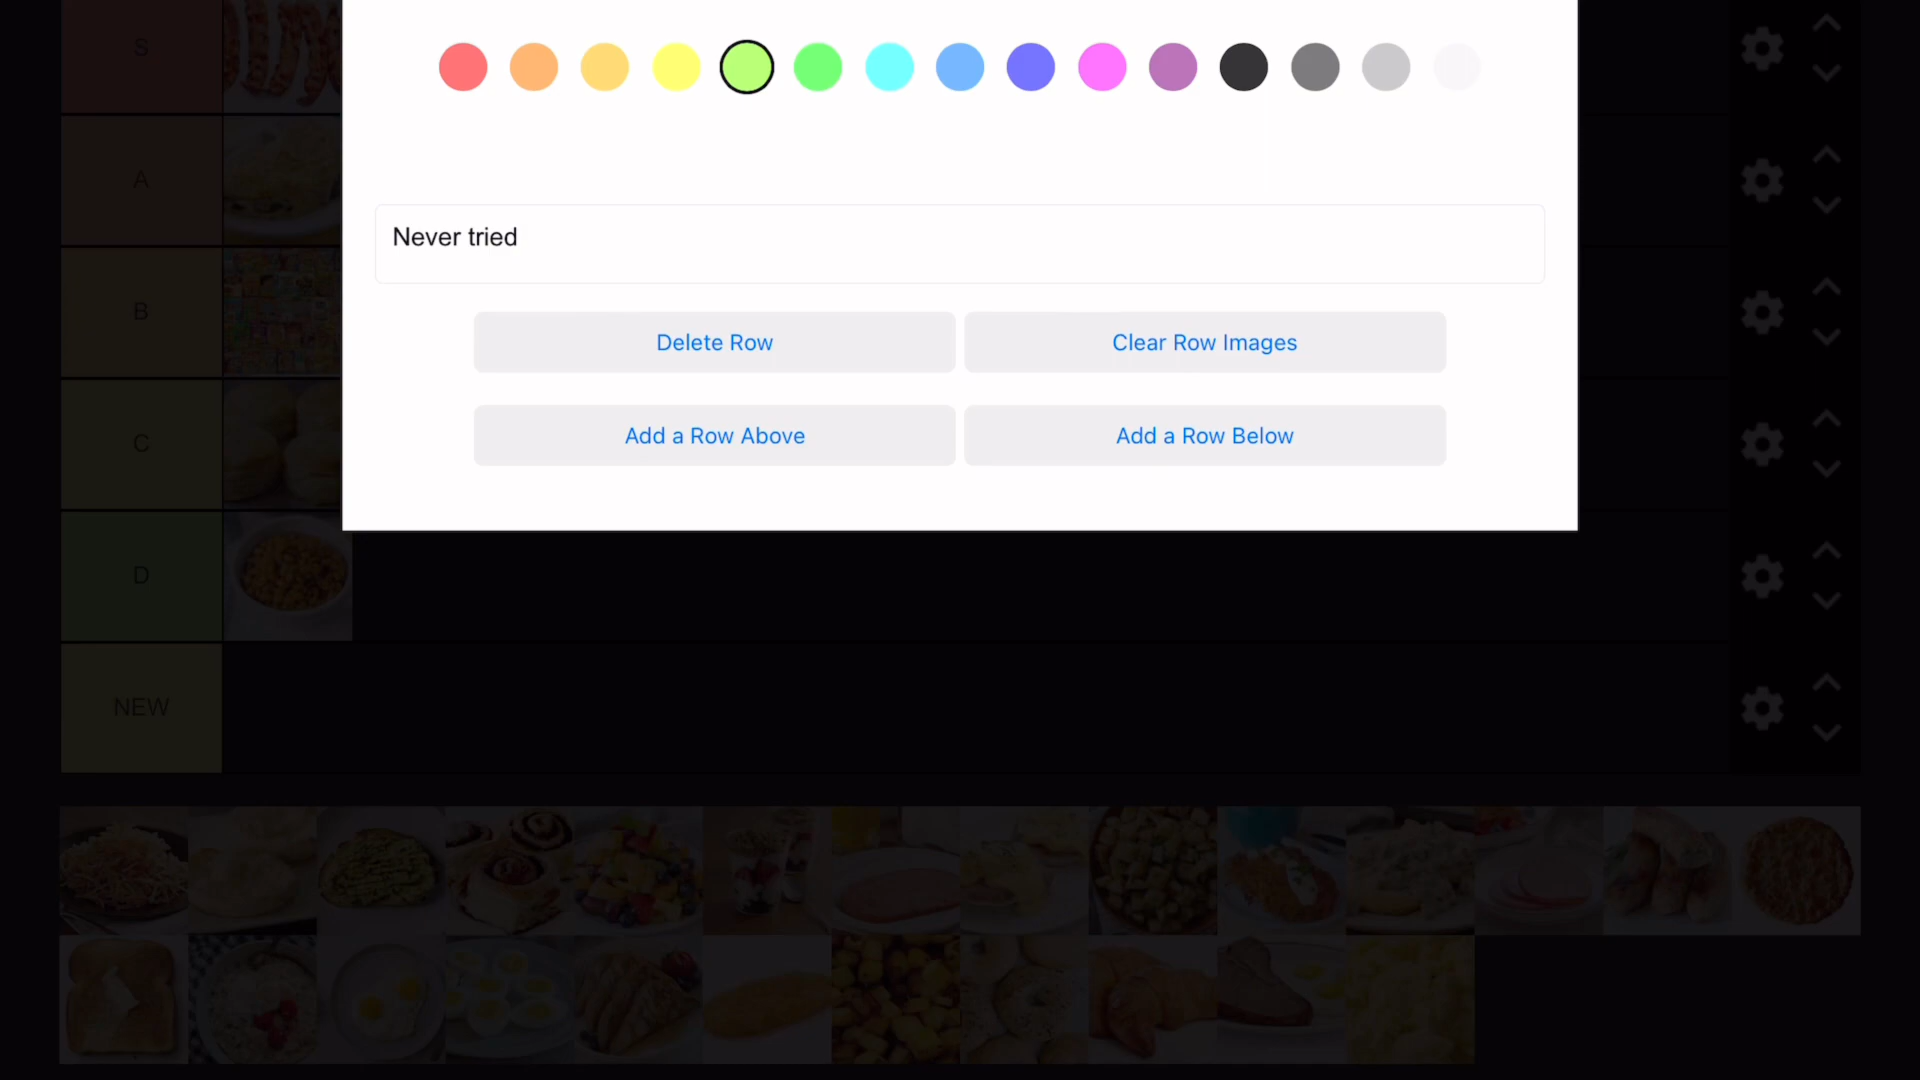 S
A
Never tried
B
Delete Row
Clear Row Images
Add a Row Above
Add a Row Below
C
D
NEW